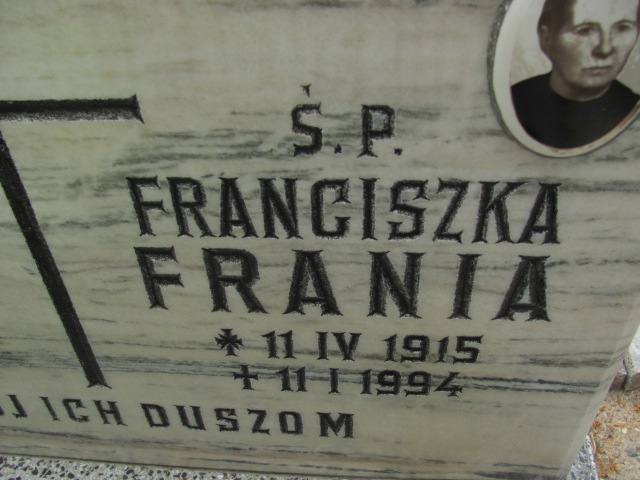 Ś.P.
FRANCISZKA
FRANIA
* 11 IV 1915
+ 11 I 1994
ICH DUSZOM